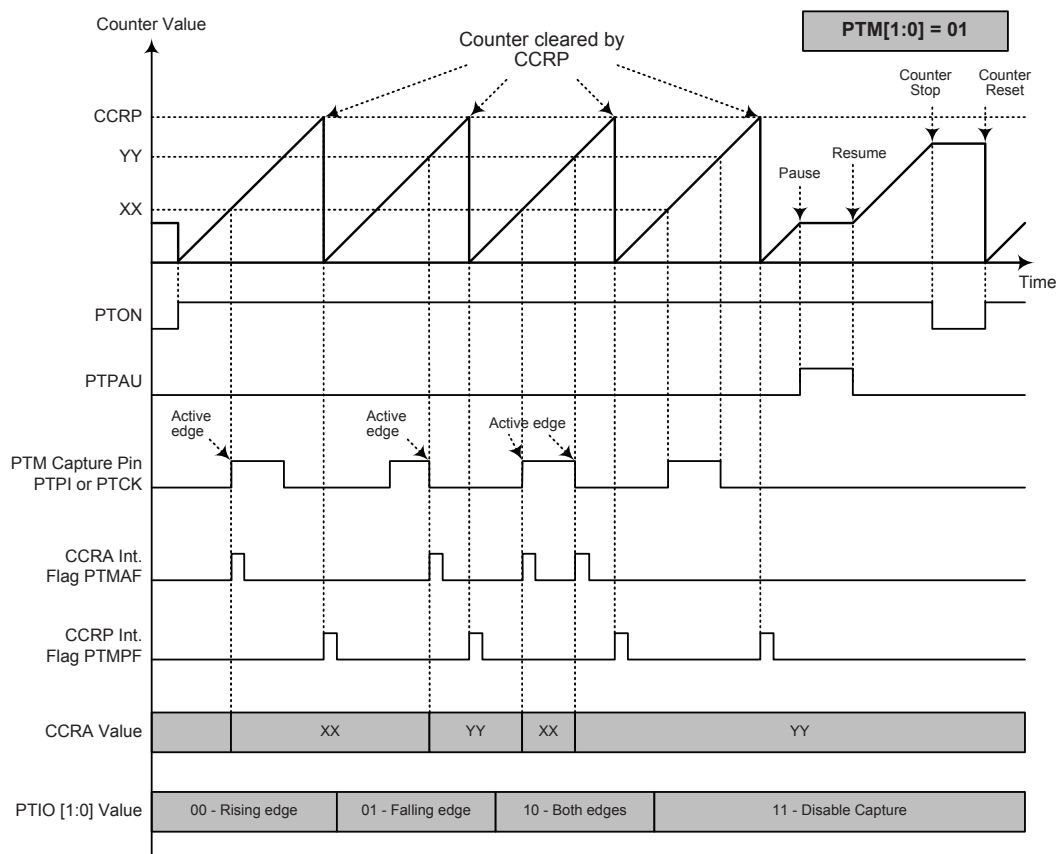 Counter Value
PTM[1:0] = 01
Counter cleared by
CCRP
Counter
Stop
Counter
Reset
CCRP
YY
Resume
Pause
XX
Time
PTON
PTPAU
Active
edge
Active
edge
Active edge
PTM Capture Pin
PTPI or PTCK
CCRA Int.
Flag PTMAF
CCRP Int.
Flag PTMPF
CCRA Value
XX
YY
XX
YY
PTIO [1:0] Value
00 - Rising edge
01 - Falling edge
10 - Both edges
11 - Disable Capture